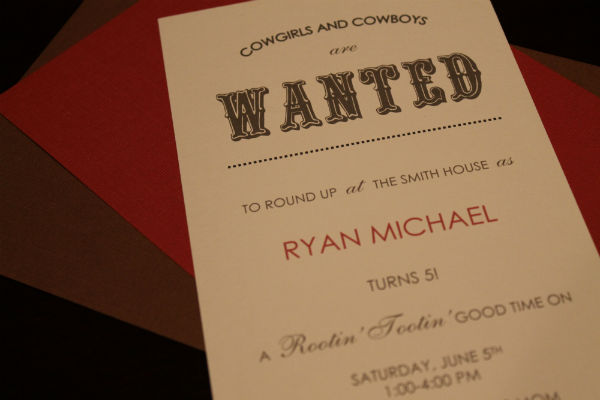 COWGIRLS AND COWBOYS
are
WANTED
TO ROUND UP at THE SMITH HOUSE as
RYAN MICHAEL
TURNS 5!
A Rootin' Tootin' GOOD TIME ON
SATURDAY, JUNE 5TH
1:00-4:00 PM
MOM